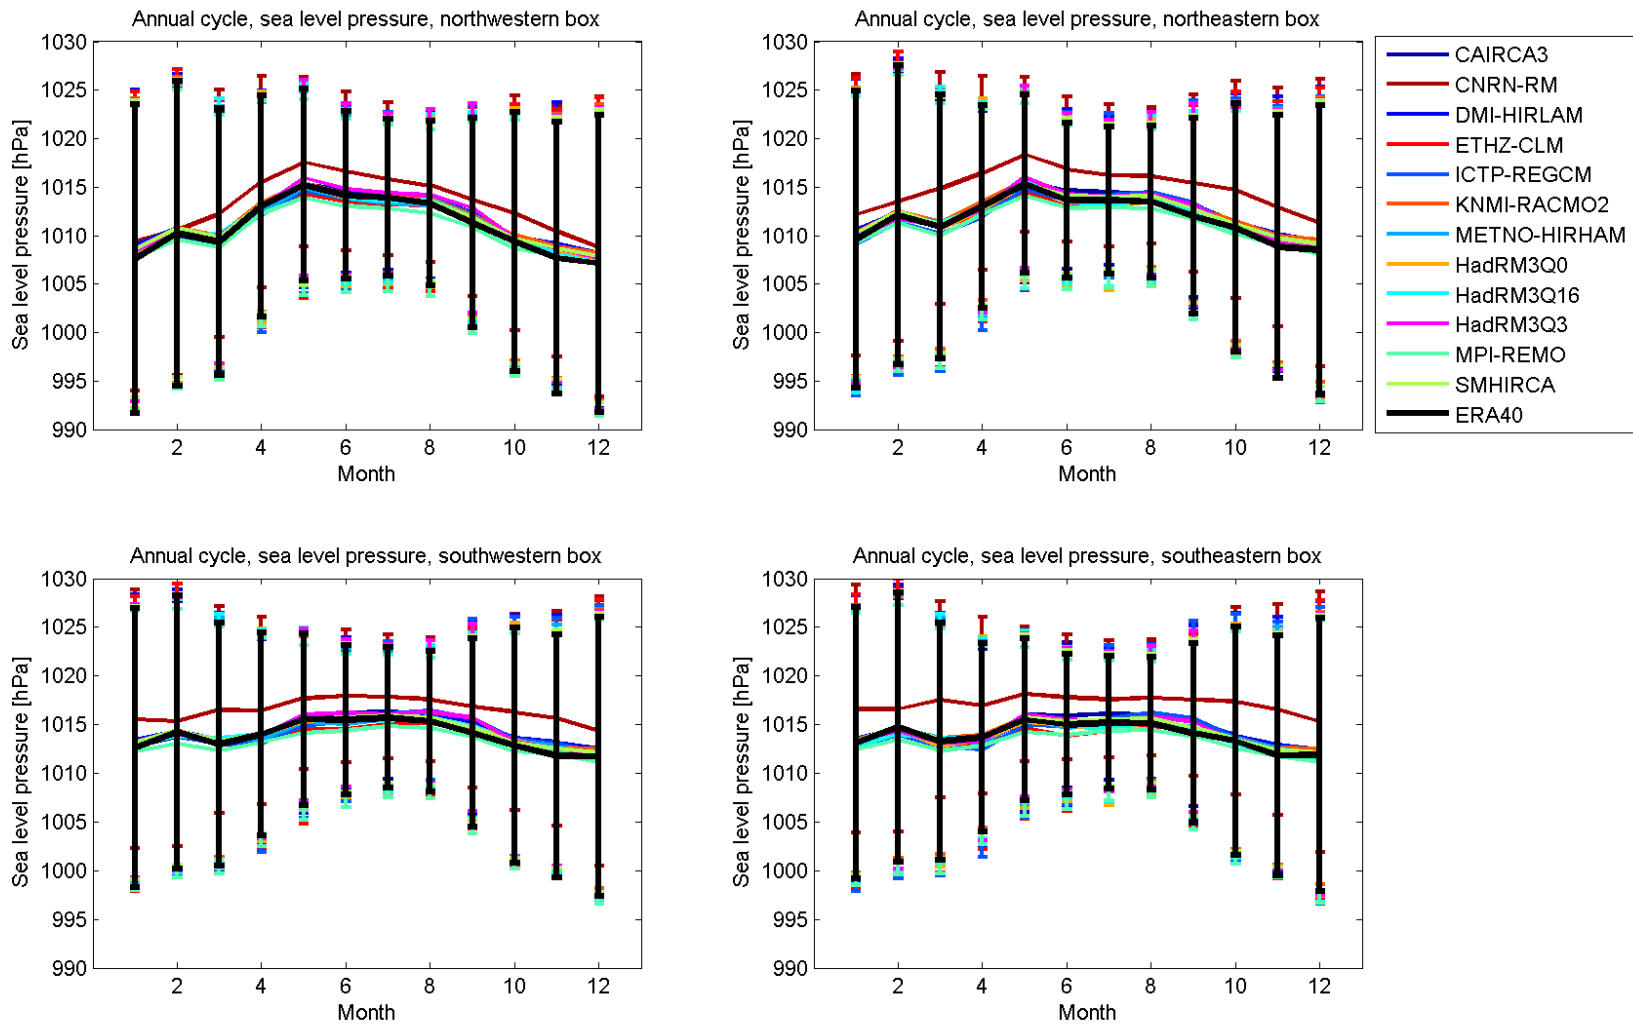 Annual cycle, sea level pressure, northwestern box
1030
1025
1020
1015
1010
1005
1000
995
990
Sea level pressure [hPa]
2 4 6 8 10 12
Month
Annual cycle, sea level pressure, northeastern box
1030
1025
1020
1015
1010
1005
1000
995
990
Sea level pressure [hPa]
2 4 6 8 10 12
Month
CAIRCA3
CNRN-RM
DMI-HIRLAM
ETHZ-CLM
ICTP-REGCM
KNMI-RACMO2
METNO-HIRHAM
HadRM3Q0
HadRM3Q16
HadRM3Q3
MPI-REMO
SMHIRCA
ERA40
Annual cycle, sea level pressure, southwestern box
1030
1025
1020
1015
1010
1005
1000
995
990
Sea level pressure [hPa]
2 4 6 8 10 12
Month
Annual cycle, sea level pressure, southeastern box
1030
1025
1020
1015
1010
1005
1000
995
990
Sea level pressure [hPa]
2 4 6 8 10 12
Month